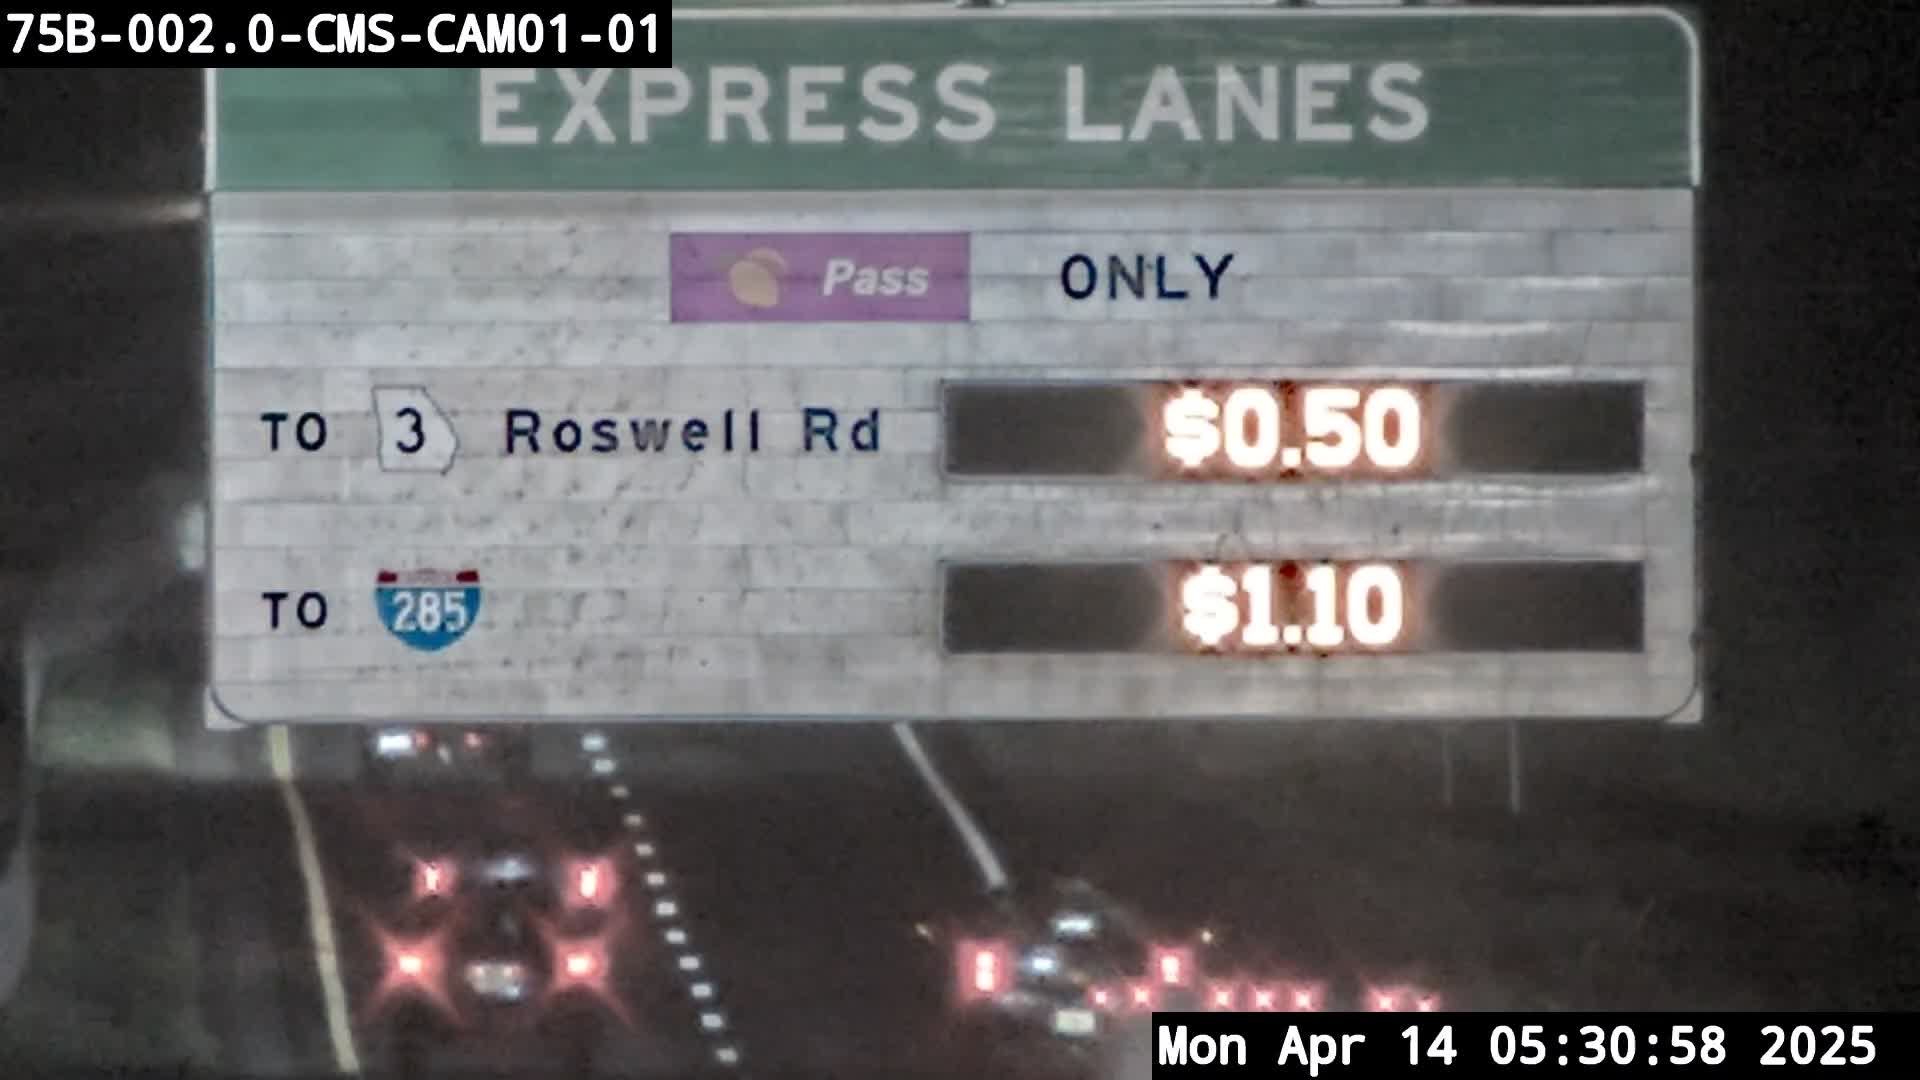 75B-002.0-CMS-CAM01-01
EXPRESS LANES
Pass ONLY
TO 3 Roswell Rd $0.50
TO 285 $1.10
Mon Apr 14 05:30:58 2025